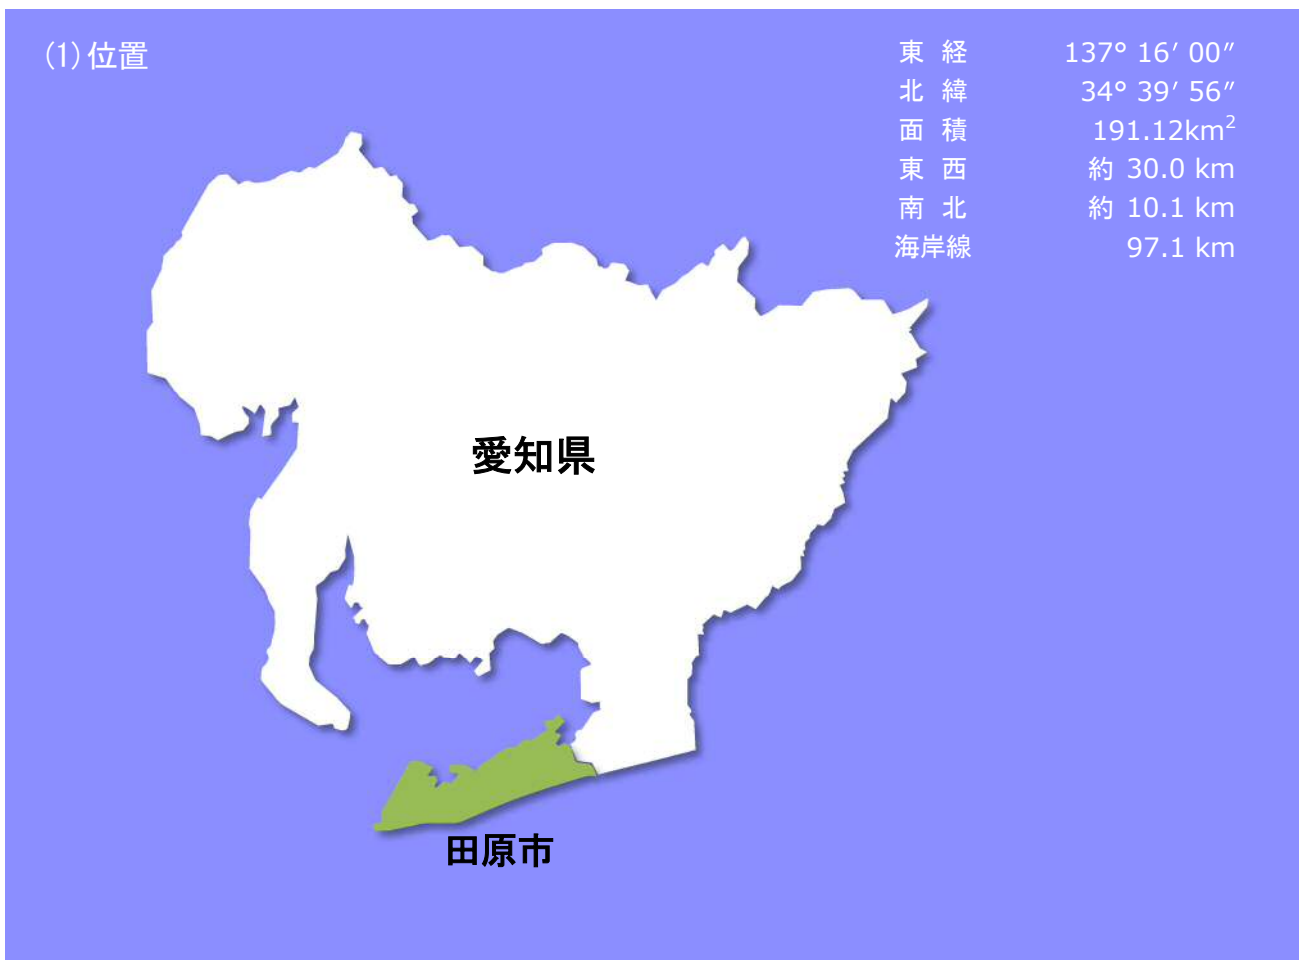 (1)位置
東 経 137° 16′ 00″
北 緯 34° 39′ 56″
面 積 191.12km²
東 西 約 30.0 km
南 北 約 10.1 km
海岸線 97.1 km
愛知県
田原市